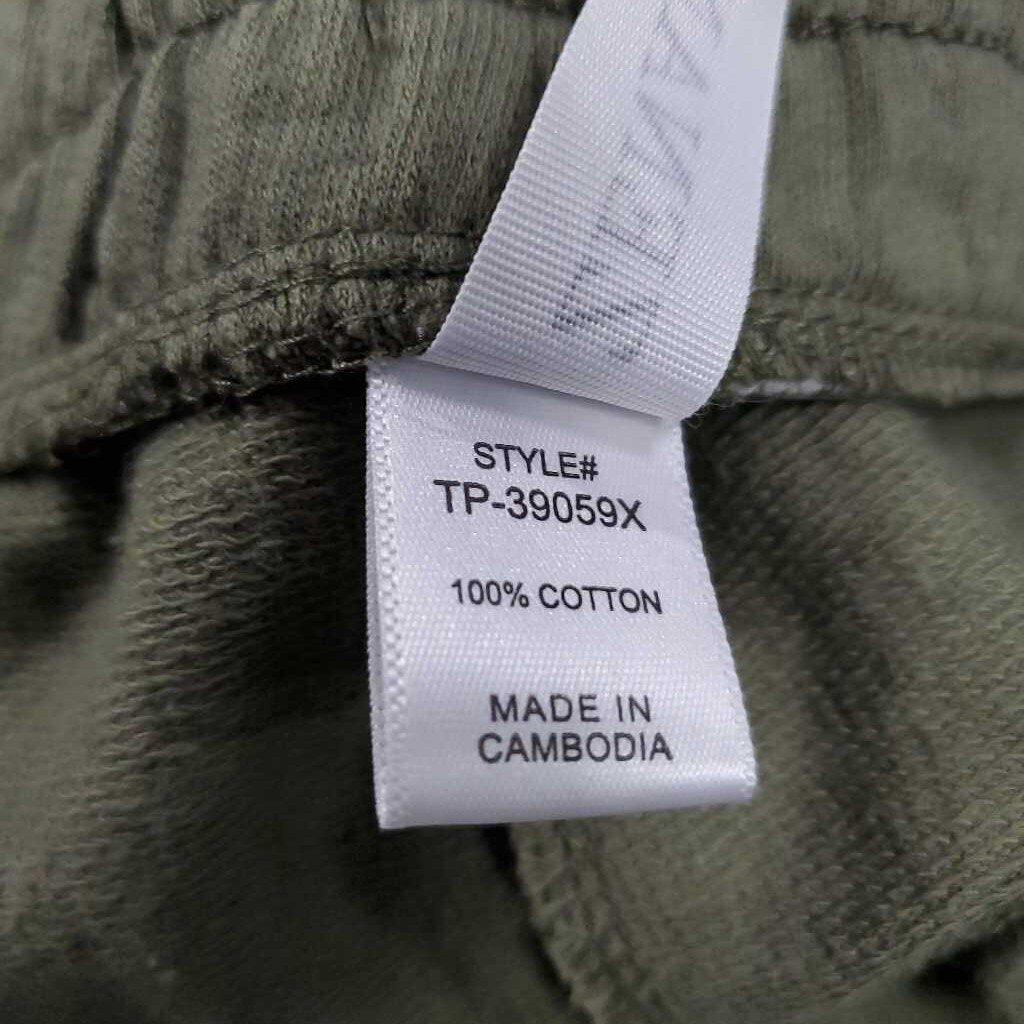 STYLE#
TP-39059X
100% COTTON
MADE IN
CAMBODIA